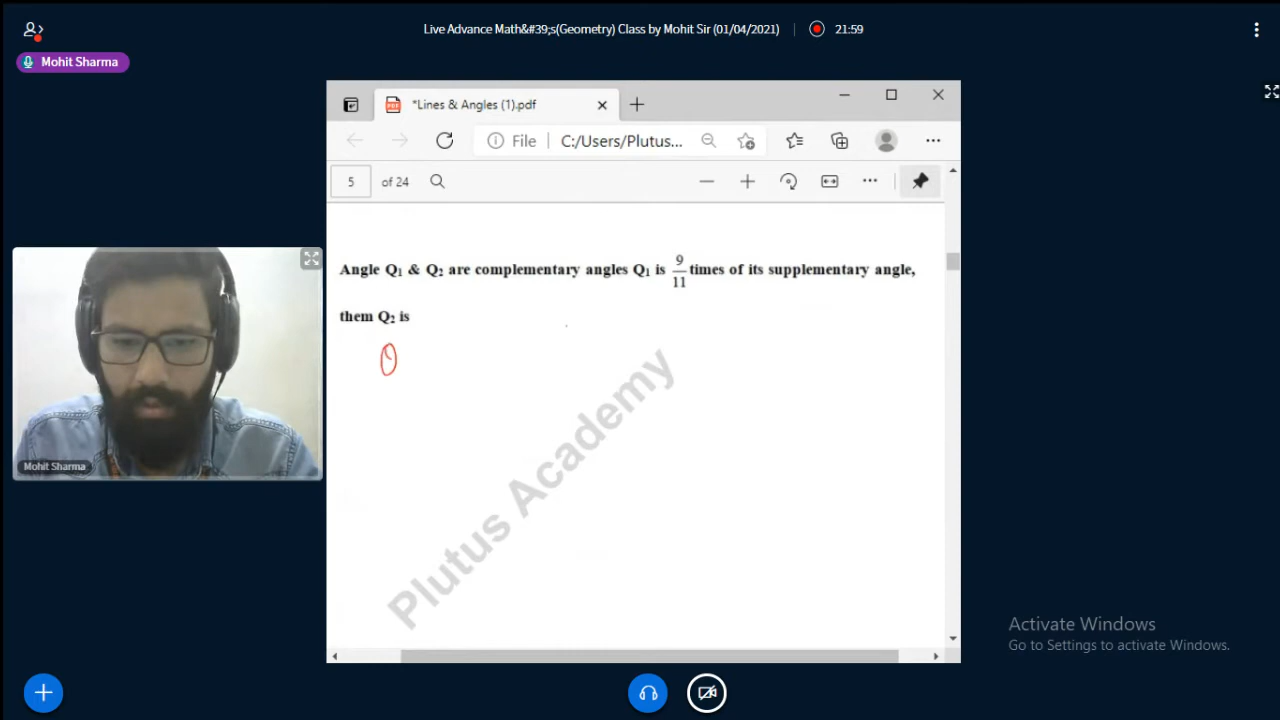 Live Advance Math&#39;s(Geometry) Class by Mohit Sir (01/04/2021)
21:59
Mohit Sharma
*Lines & Angles (1).pdf
File
C:/Users/Plutus...
5
of 24
Angle Q1 & Q2 are complementary angles Q1 is 9/11 times of its supplementary angle,
them Q2 is
Plutus Academy
Mohit Sharma
Activate Windows
Go to Settings to activate Windows.